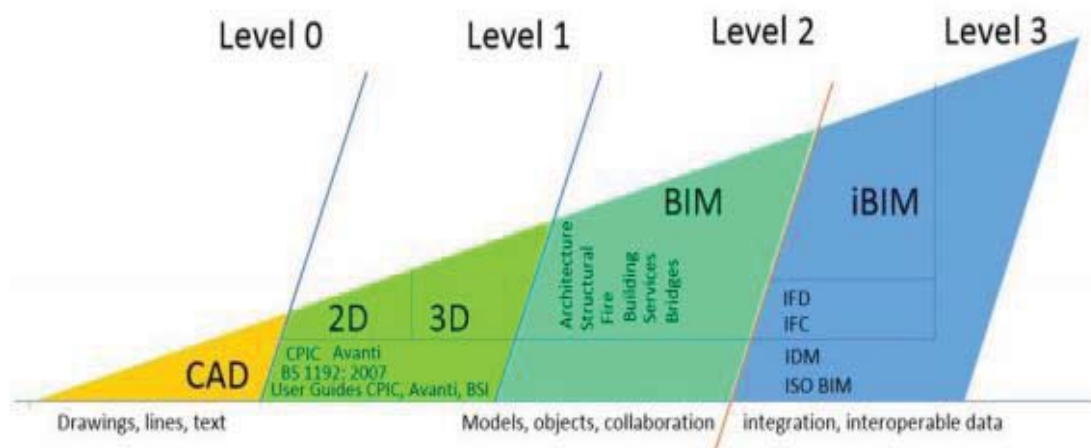 Level 0
Level 1
Level 2
Level 3
BIM
iBIM
Architecture
Structural
Fire
Building
Services
Bridges
2D
3D
IFD
IFC
CAD
CPIC Avanti
BS 1192: 2007
User Guides CPIC, Avanti, BSI
IDM
ISO BIM
Drawings, lines, text
Models, objects, collaboration
integration, interoperable data